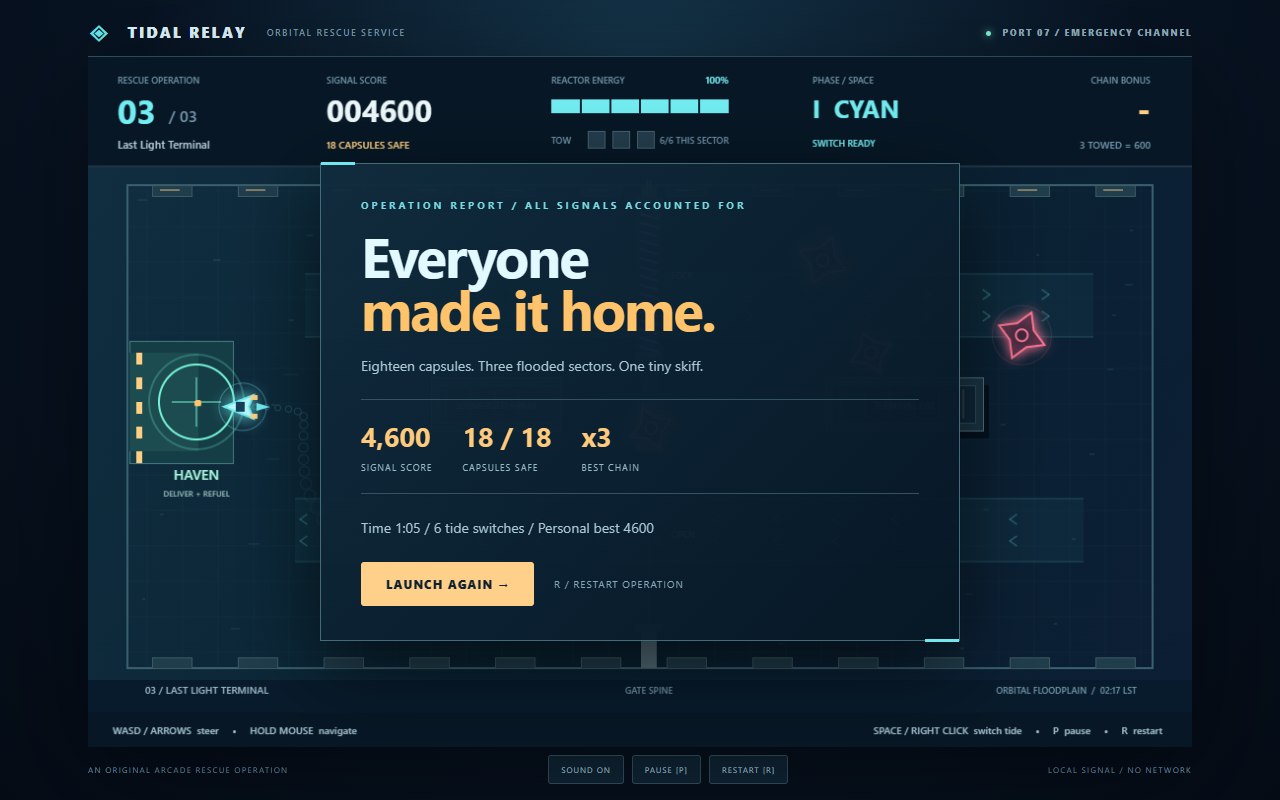 TIDAL RELAY ORBITAL RESCUE SERVICE PORT 07 / EMERGENCY CHANNEL
RESCUE OPERATION SIGNAL SCORE REACTOR ENERGY 100% PHASE / SPACE CHAIN BONUS
03 / 03 004600 I CYAN -
Last Light Terminal 18 CAPSULES SAFE TOW 6/6 THIS SECTOR SWITCH READY 3 TOWED = 600
OPERATION REPORT / ALL SIGNALS ACCOUNTED FOR
Everyone
made it home.
Eighteen capsules. Three flooded sectors. One tiny skiff.
4,600 18 / 18 x3
SIGNAL SCORE CAPSULES SAFE BEST CHAIN
HAVEN
DELIVER + REFUEL
Time 1:05 / 6 tide switches / Personal best 4600
LAUNCH AGAIN → R / RESTART OPERATION
03 / LAST LIGHT TERMINAL GATE SPINE ORBITAL FLOODPLAIN / 02:17 LST
WASD / ARROWS steer • HOLD MOUSE navigate SPACE / RIGHT CLICK switch tide • P pause • R restart
AN ORIGINAL ARCADE RESCUE OPERATION SOUND ON PAUSE [P] RESTART [R] LOCAL SIGNAL / NO NETWORK